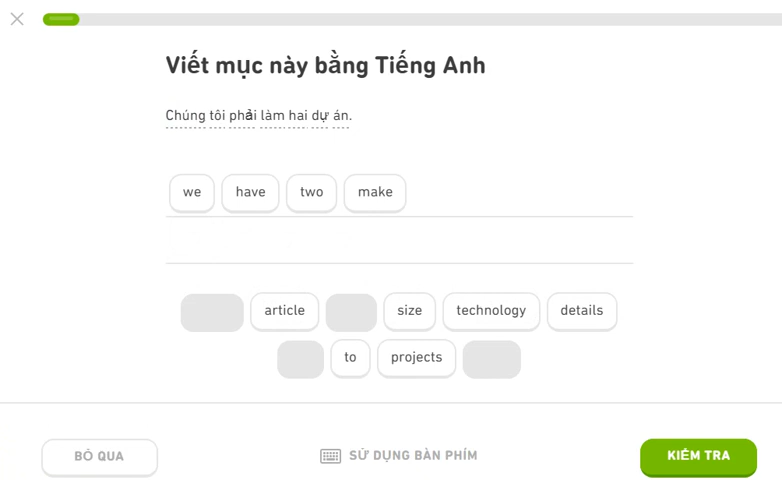 Viết mục này bằng Tiếng Anh
Chúng tôi phải làm hai dự án.
we have two make
article size technology details
to projects
BỎ QUA SỬ DỤNG BÀN PHÍM KIỂM TRA